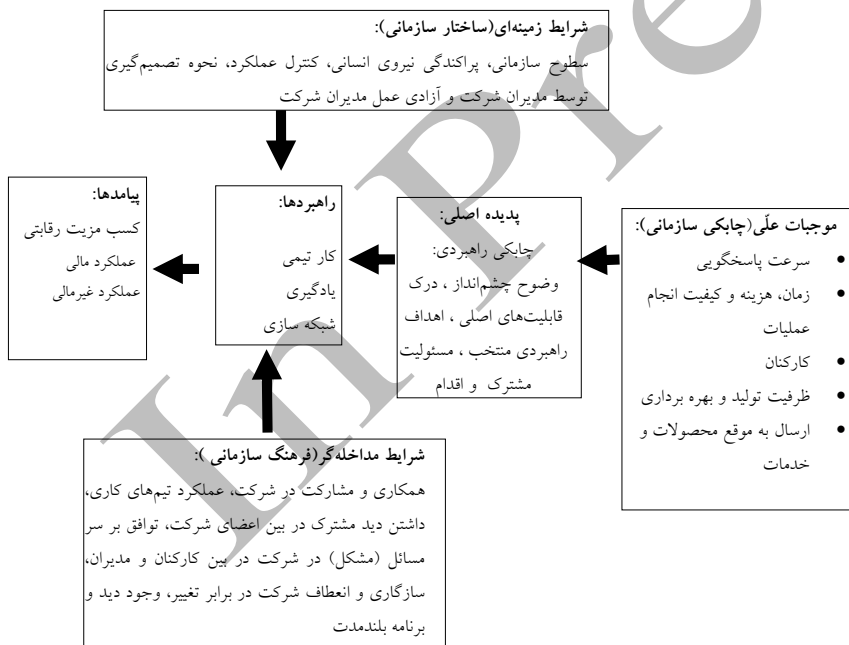 شرایط زمینه‌ای(ساختار سازمانی):
سطوح سازمانی، پراکندگی نیروی انسانی، کنترل عملکرد، نحوه تصمیم‌گیری
توسط مدیران شرکت و آزادی عمل مدیران شرکت
موجبات علّی(چابکی سازمانی):
• سرعت پاسخگویی
• زمان، هزینه و کیفیت انجام
عملیات
• کارکنان
• ظرفیت تولید و بهره برداری
• ارسال به موقع محصولات و
خدمات
پدیده اصلی:
چابکی راهبردی:
وضوح چشم‌انداز ، درک
قابلیت‌های اصلی ، اهداف
راهبردی منتخب ، مسئولیت
مشترک و اقدام
راهبردها:
کار تیمی
یادگیری
شبکه سازی
پیامدها:
کسب مزیت رقابتی
عملکرد مالی
عملکرد غیرمالی
شرایط مداخله‌گر(فرهنگ سازمانی ):
همکاری و مشارکت در شرکت، عملکرد تیم‌های کاری،
داشتن دید مشترک در بین اعضای شرکت، توافق بر سر
مسائل (مشکل) در شرکت در بین کارکنان و مدیران،
سازگاری و انعطاف شرکت در برابر تغییر، وجود دید و
برنامه بلندمدت
In Pre